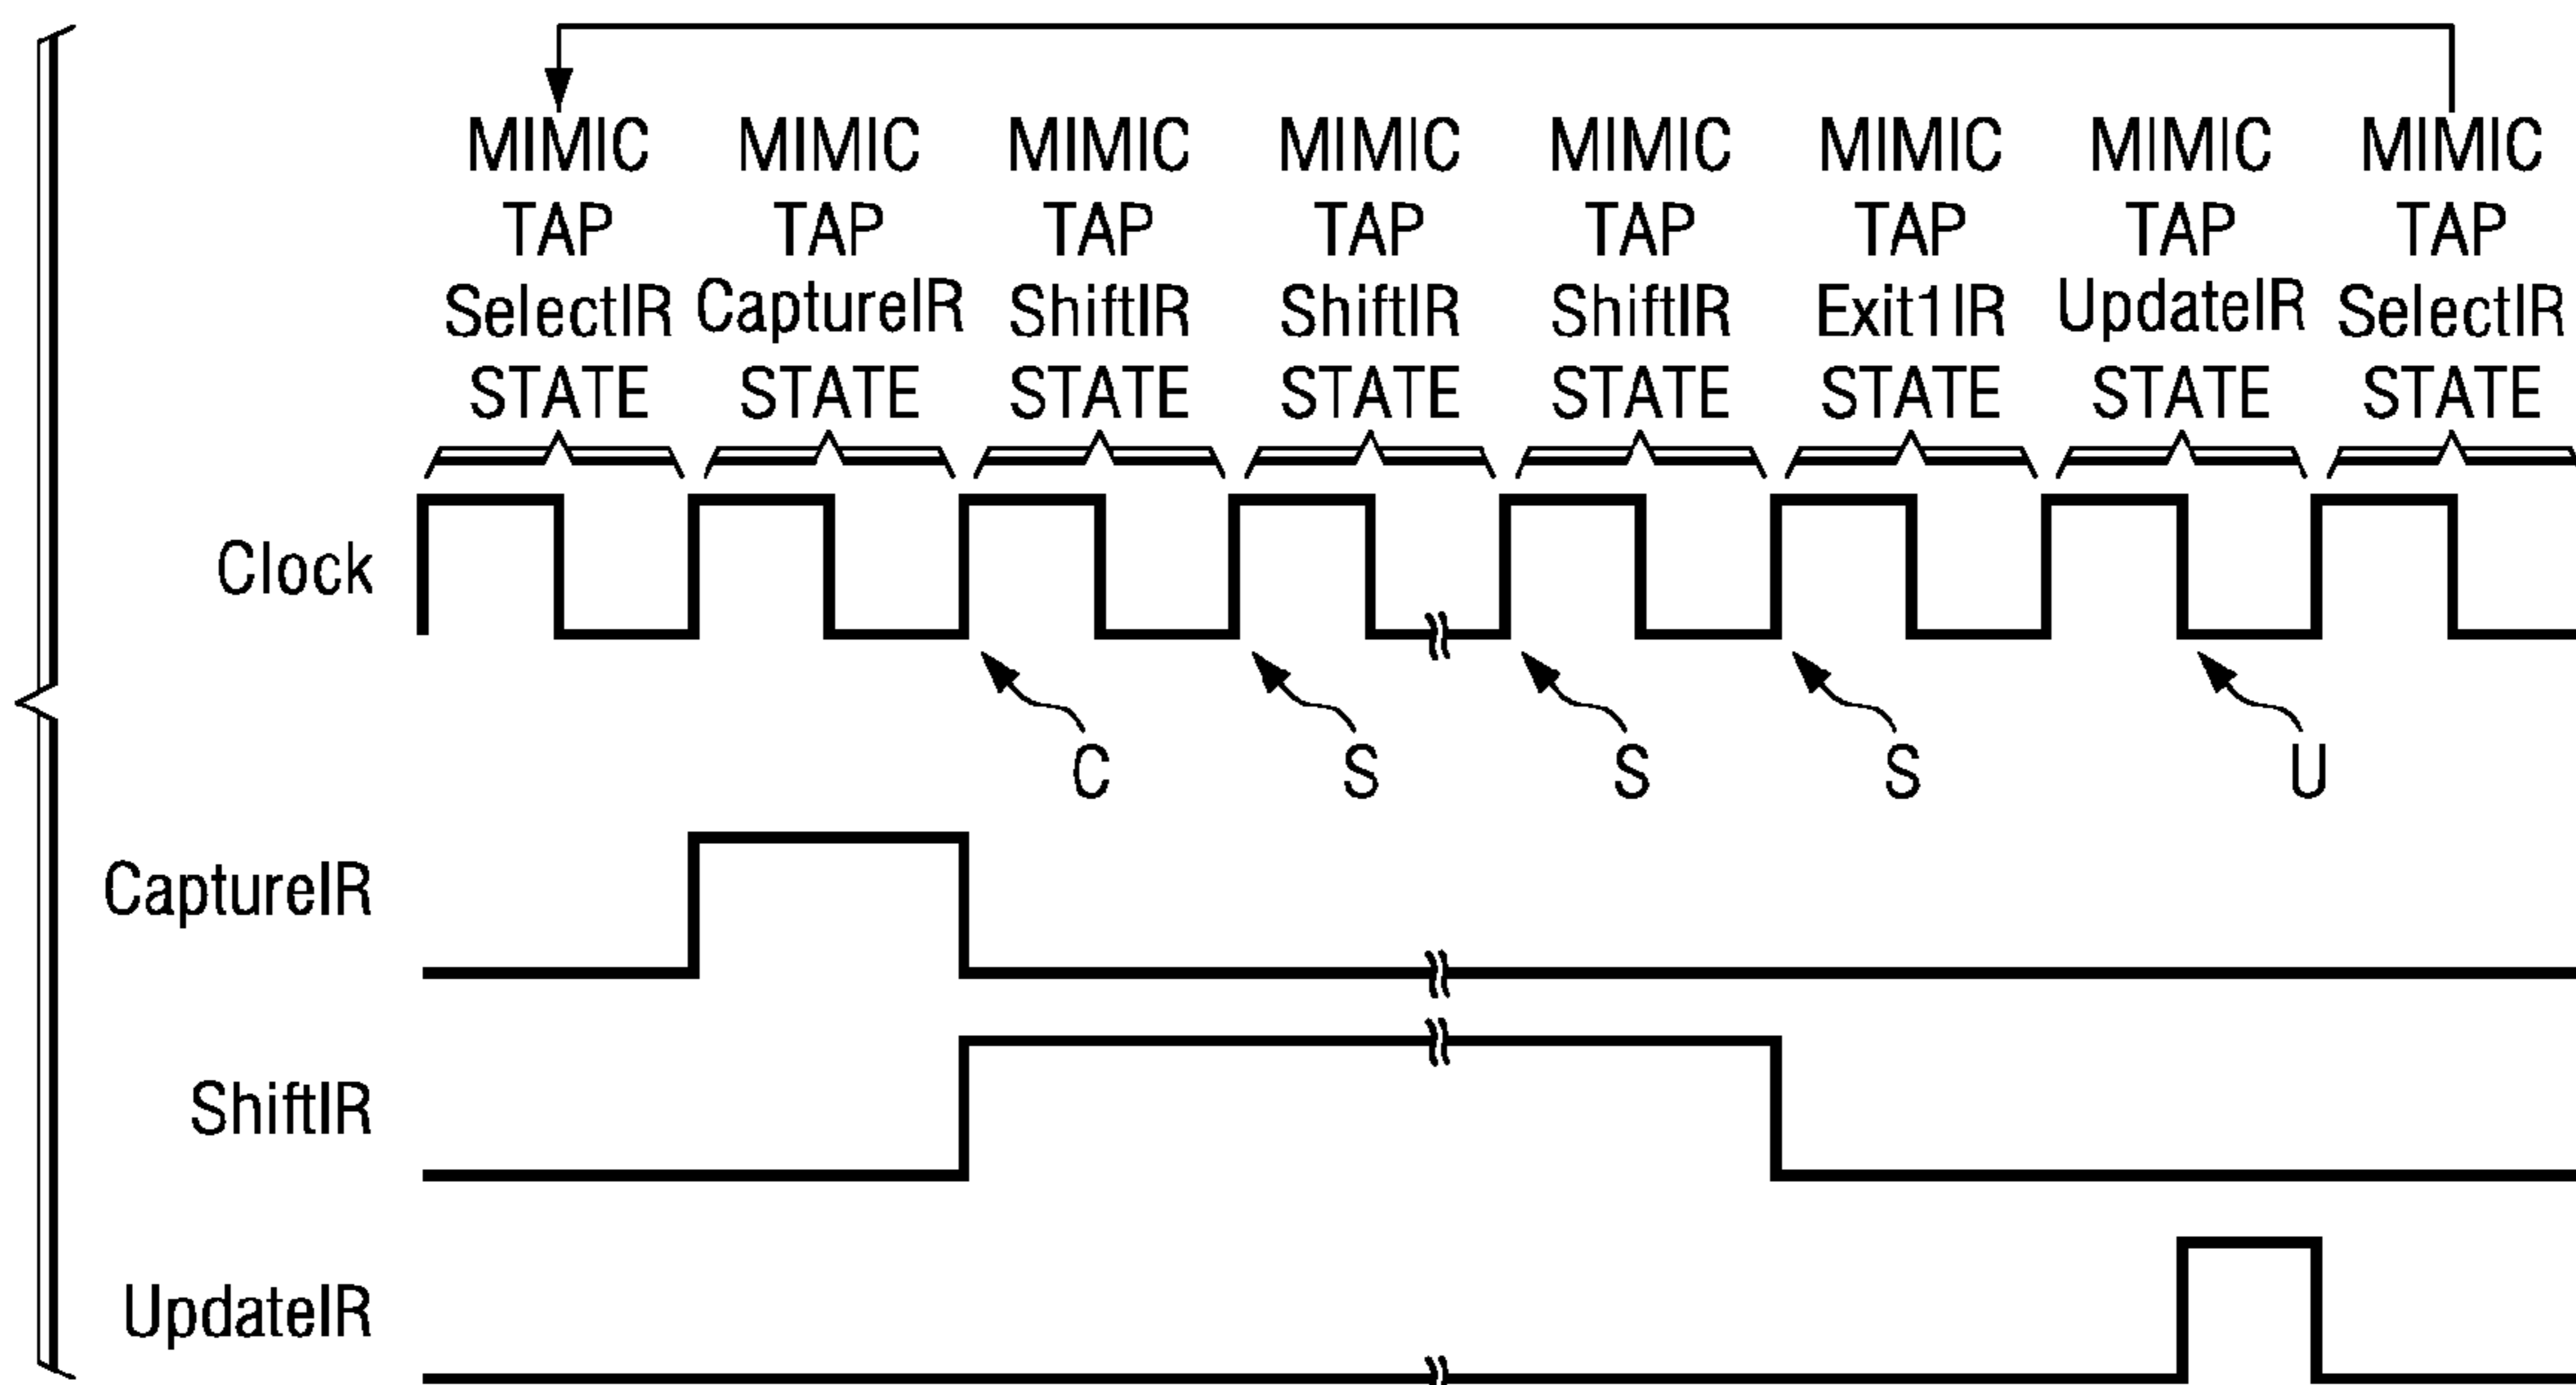 MIMIC MIMIC MIMIC MIMIC MIMIC MIMIC MIMIC MIMIC
TAP TAP TAP TAP TAP TAP TAP TAP
SelectIR CaptureIR ShiftIR ShiftIR ShiftIR Exit1IR UpdateIR SelectIR
STATE STATE STATE STATE STATE STATE STATE STATE
Clock
C S S S U
CaptureIR
ShiftIR
UpdateIR